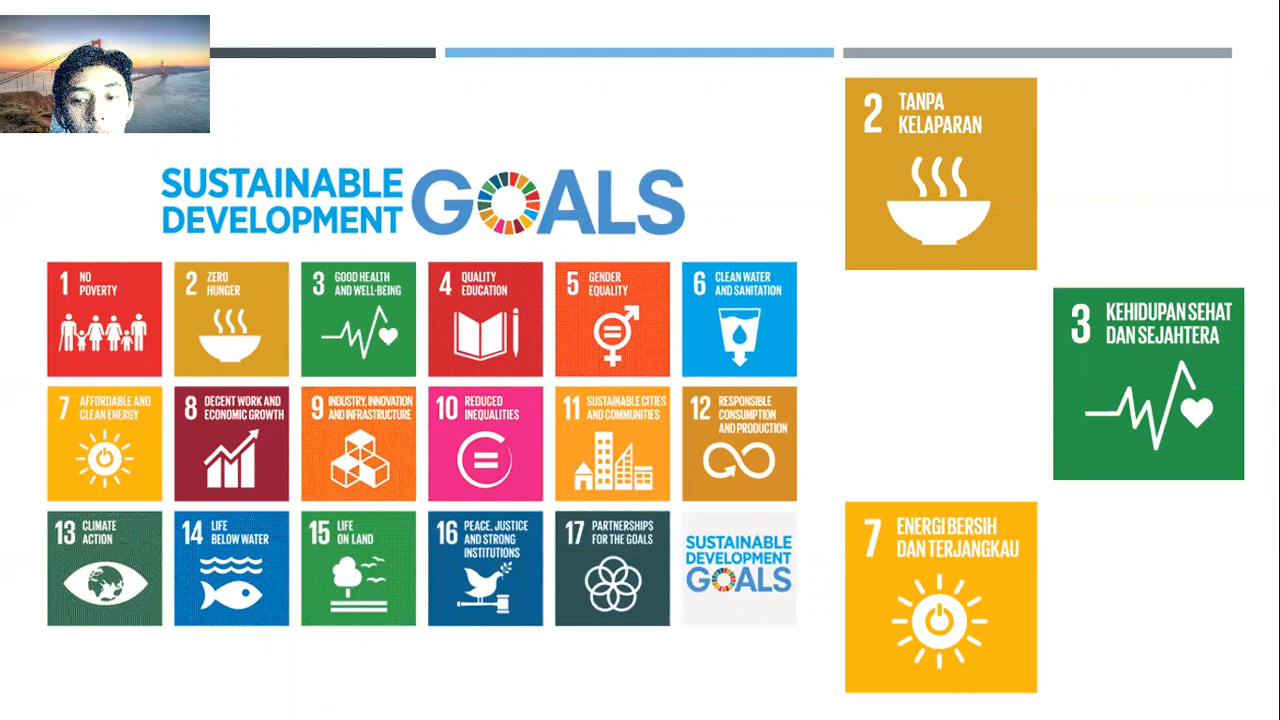 SUSTAINABLE
DEVELOPMENT
GOALS
1 NO
POVERTY
2 ZERO
HUNGER
3 GOOD HEALTH
AND WELL-BEING
4 QUALITY
EDUCATION
5 GENDER
EQUALITY
6 CLEAN WATER
AND SANITATION
7 AFFORDABLE AND
CLEAN ENERGY
8 DECENT WORK AND
ECONOMIC GROWTH
9 INDUSTRY, INNOVATION
AND INFRASTRUCTURE
10 REDUCED
INEQUALITIES
11 SUSTAINABLE CITIES
AND COMMUNITIES
12 RESPONSIBLE
CONSUMPTION
AND PRODUCTION
13 CLIMATE
ACTION
14 LIFE
BELOW WATER
15 LIFE
ON LAND
16 PEACE, JUSTICE
AND STRONG
INSTITUTIONS
17 PARTNERSHIPS
FOR THE GOALS
SUSTAINABLE
DEVELOPMENT
GOALS
2 TANPA
KELAPARAN
3 KEHIDUPAN SEHAT
DAN SEJAHTERA
7 ENERGI BERSIH
DAN TERJANGKAU